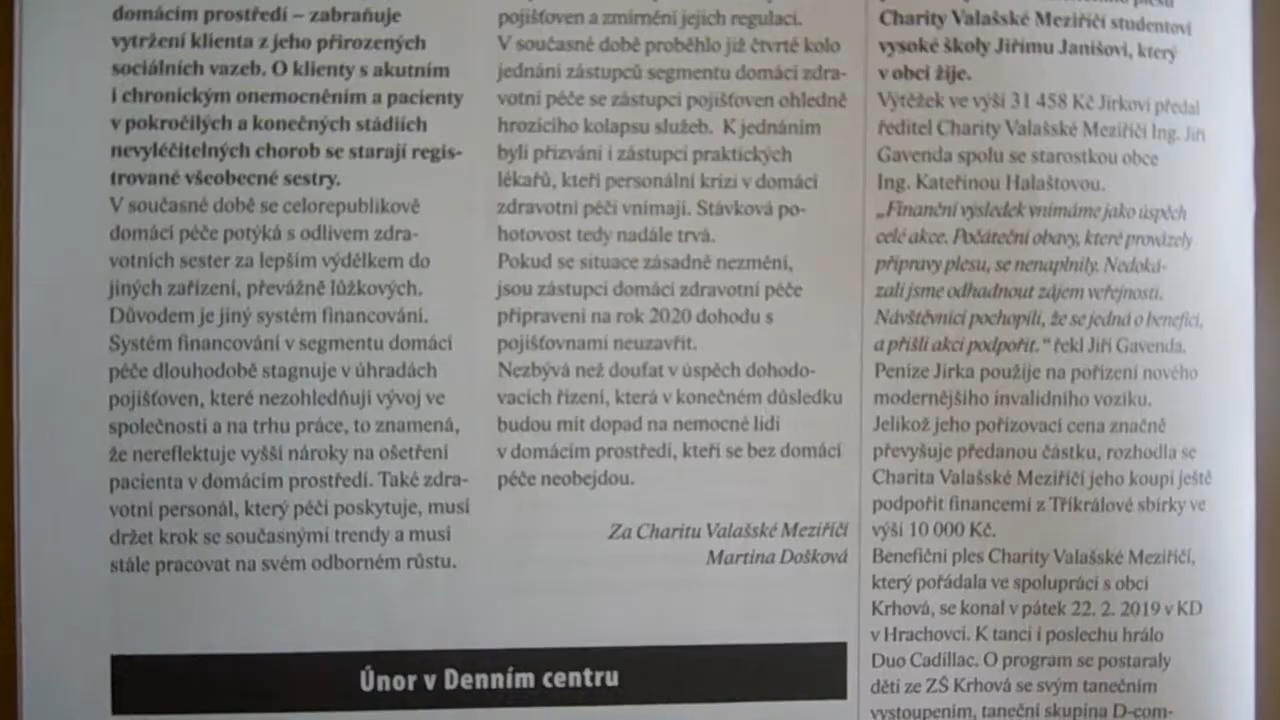 domácím prostředí – zabraňuje
vytržení klienta z jeho přirozených
sociálních vazeb. O klienty s akutním
i chronickým onemocněním a pacienty
v pokročilých a konečných stádiích
nevyléčitelných chorob se starají regis-
trované všeobecné sestry.
V současné době se celorepublikově
domácí péče potýká s odlivem zdra-
votních sester za lepším výdělkem do
jiných zařízení, převážně lůžkových.
Důvodem je jiný systém financování.
Systém financování v segmentu domácí
péče dlouhodobě stagnuje v úhradách
pojišťoven, které nezohledňují vývoj ve
společnosti a na trhu práce, to znamená,
že nereflektuje vyšší nároky na ošetření
pacienta v domácím prostředí. Také zdra-
votní personál, který péči poskytuje, musí
držet krok se současnými trendy a musí
stále pracovat na svém odborném růstu.
pojišťoven a zmírnění jejich regulací.
V současné době proběhlo již čtvrté kolo
jednání zástupců segmentu domácí zdra-
votní péče se zástupci pojišťoven ohledně
hrozícího kolapsu služeb. K jednáním
byli přizváni i zástupci praktických
lékařů, kteří personální krizi v domácí
zdravotní péči vnímají. Stávková po-
hotovost tedy nadále trvá.
Pokud se situace zásadně nezmění,
jsou zástupci domácí zdravotní péče
připraveni na rok 2020 dohodu s
pojišťovnami neuzavřít.
Nezbývá než doufat v úspěch dohodo-
vacích řízení, která v konečném důsledku
budou mít dopad na nemocné lidi
v domácím prostředí, kteří se bez domácí
péče neobejdou.
Za Charitu Valašské Meziříčí
Martina Došková
Únor v Denním centru
plesu
Charity Valašské Meziříčí studentovi
vysoké školy Jiřímu Janišovi, který
v obci žije.
Výtěžek ve výši 31 458 Kč Jirkovi předal
ředitel Charity Valašské Meziříčí Ing. Jiří
Gavenda spolu se starostkou obce
Ing. Kateřinou Halaštovou.
„Finanční výsledek vnímáme jako úspěch
celé akce. Počáteční obavy, které provázely
přípravy plesu, se nenaplnily. Nedoká-
zali jsme odhadnout zájem veřejnosti.
Návštěvníci pochopili, že se jedná o benefici,
a přišli akci podpořit.“ řekl Jiří Gavenda.
Peníze Jirka použije na pořízení nového
modernějšího invalidního vozíku.
Jelikož jeho pořizovací cena značně
převyšuje předanou částku, rozhodla se
Charita Valašské Meziříčí jeho koupi ještě
podpořit financemi z Tříkrálové sbírky ve
výši 10 000 Kč.
Benefiční ples Charity Valašské Meziříčí,
který pořádala ve spolupráci s obcí
Krhová, se konal v pátek 22. 2. 2019 v KD
v Hrachovci. K tanci i poslechu hrálo
Duo Cadillac. O program se postaraly
děti ze ZŠ Krhová se svým tanečním
vystoupením, taneční skupina D-com-